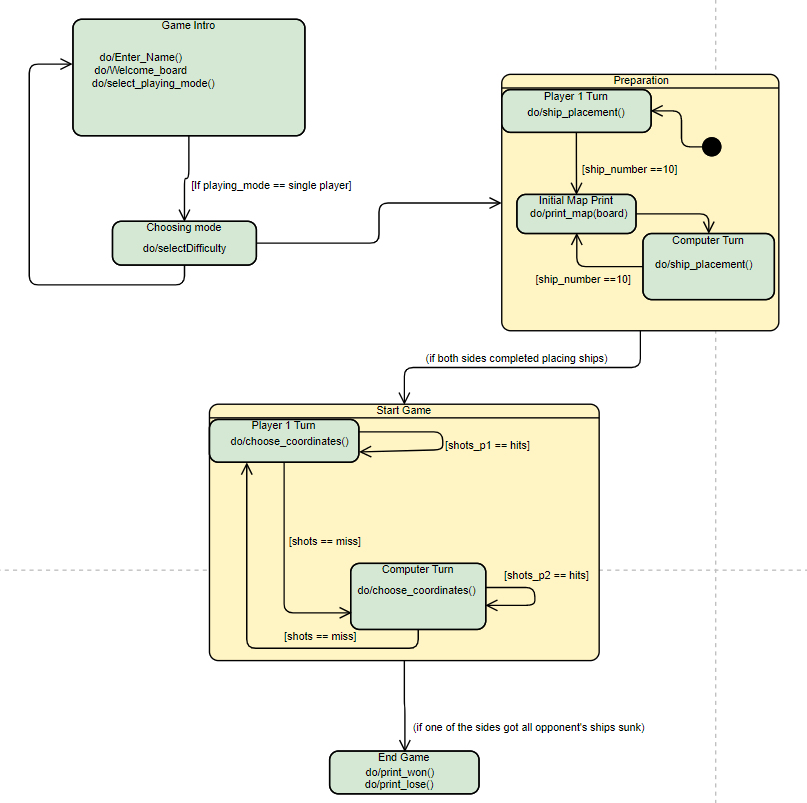 Game Intro
do/Enter_Name()
do/Welcome_board
do/select_playing_mode()
[If playing_mode == single player]
Choosing mode
do/selectDifficulty
Preparation
Player 1 Turn
do/ship_placement()
[ship_number ==10]
Initial Map Print
do/print_map(board)
Computer Turn
do/ship_placement()
[ship_number ==10]
(if both sides completed placing ships)
Start Game
Player 1 Turn
do/choose_coordinates()
[shots_p1 == hits]
[shots == miss]
Computer Turn
do/choose_coordinates()
[shots_p2 == hits]
[shots == miss]
(if one of the sides got all opponent's ships sunk)
End Game
do/print_won()
do/print_lose()